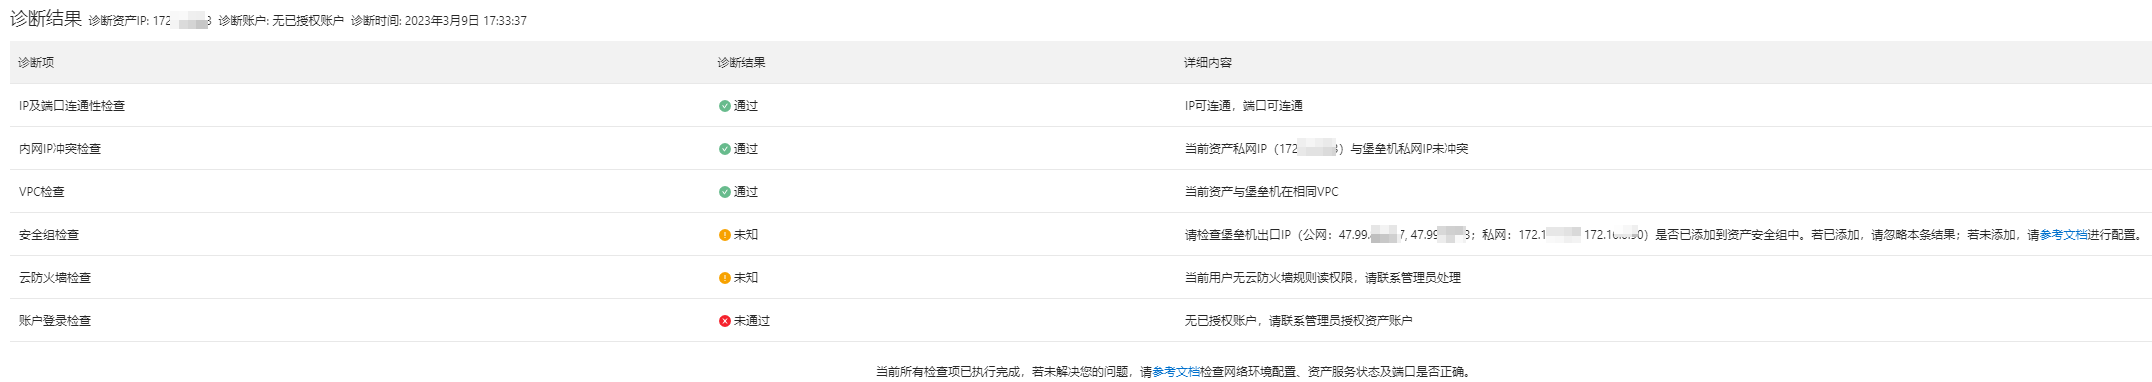 诊断结果 诊断资产IP: 172 3 诊断账户: 无已授权账户 诊断时间: 2023年3月9日 17:33:37
诊断项 诊断结果 详细内容
IP及端口连通性检查 通过 IP可连通，端口可连通
内网IP冲突检查 通过 当前资产私网IP（172 3）与堡垒机私网IP未冲突
VPC检查 通过 当前资产与堡垒机在相同VPC
安全组检查 未知 请检查堡垒机出口IP（公网：47.99. 7, 47.99 3；私网：172.1 ）是否已添加到资产安全组中。若已添加，请忽略本条结果；若未添加，请参考文档进行配置。
云防火墙检查 未知 当前用户无云防火墙规则读权限，请联系管理员处理
账户登录检查 未通过 无已授权账户，请联系管理员授权资产账户
当前所有检查项已执行完成，若未解决您的问题，请参考文档检查网络环境配置、资产服务状态及端口是否正确。